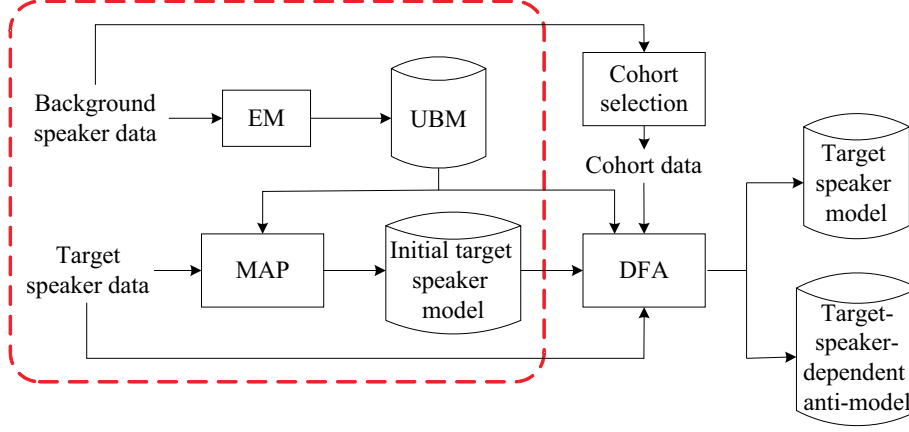 Background
speaker data
EM
UBM
Cohort
selection
Cohort data
Target
speaker data
MAP
Initial target
speaker
model
DFA
Target
speaker
model
Target-
speaker-
dependent
anti-model